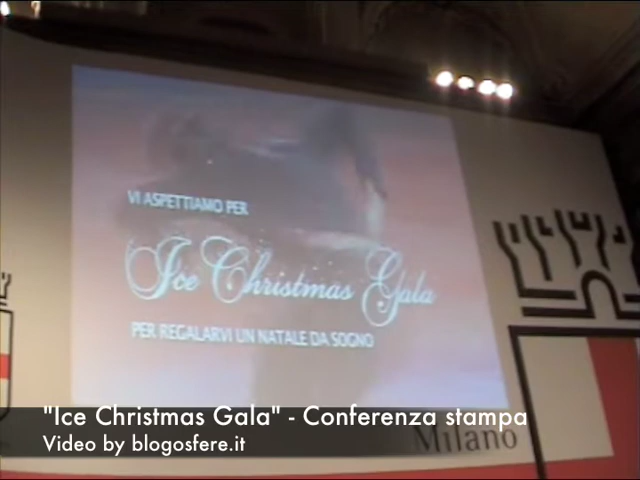 VI ASPETTIAMO PER
Ice Christmas Gala
PER REGALARVI UN NATALE DA SOGNO
"Ice Christmas Gala" - Conferenza stampa
Milano
Video by blogosfere.it